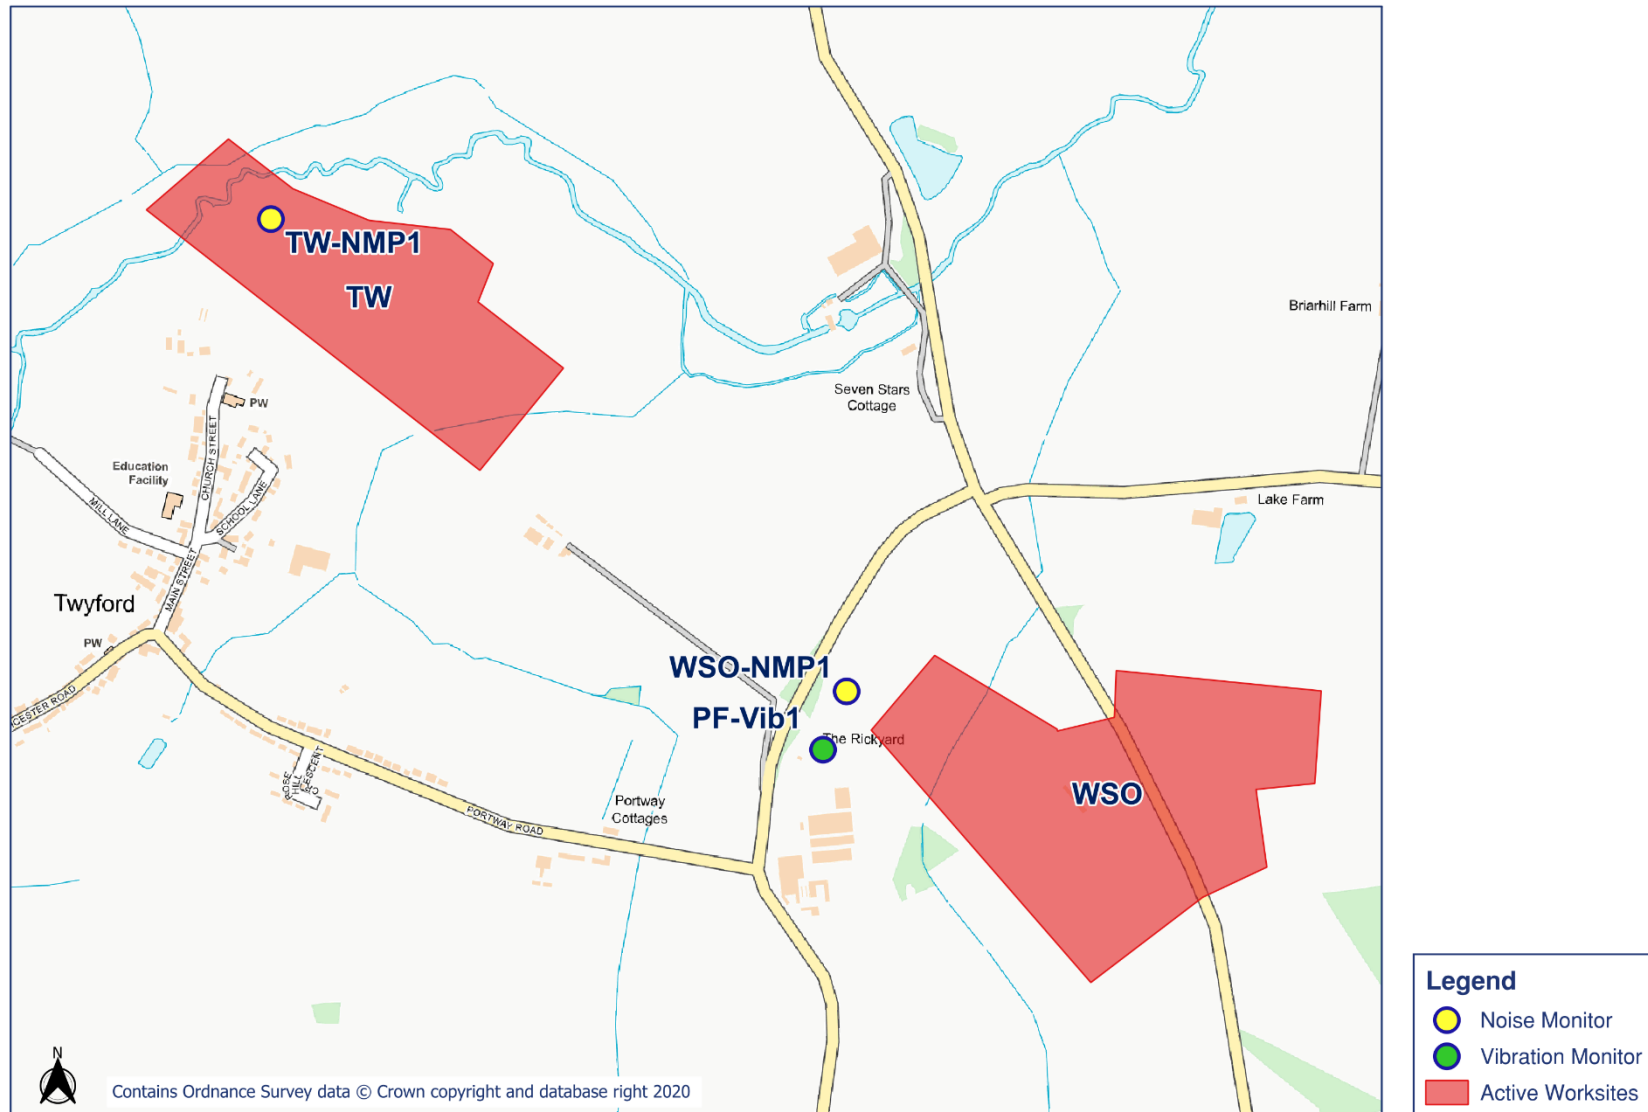 TW-NMP1
TW
Briarhill Farm
Seven Stars
Cottage
PW
CHURCH STREET
Education
Facility
SCHOOL LANE
MILL LANE
Lake Farm
MAIN STREET
Twyford
PW
CESTER ROAD
WSO-NMP1
PF-Vib1
The Rickyard
ROSE
HILL
CRESCENT
WSO
Portway
Cottages
PORTWAY ROAD
N
Contains Ordnance Survey data © Crown copyright and database right 2020
Legend
Noise Monitor
Vibration Monitor
Active Worksites